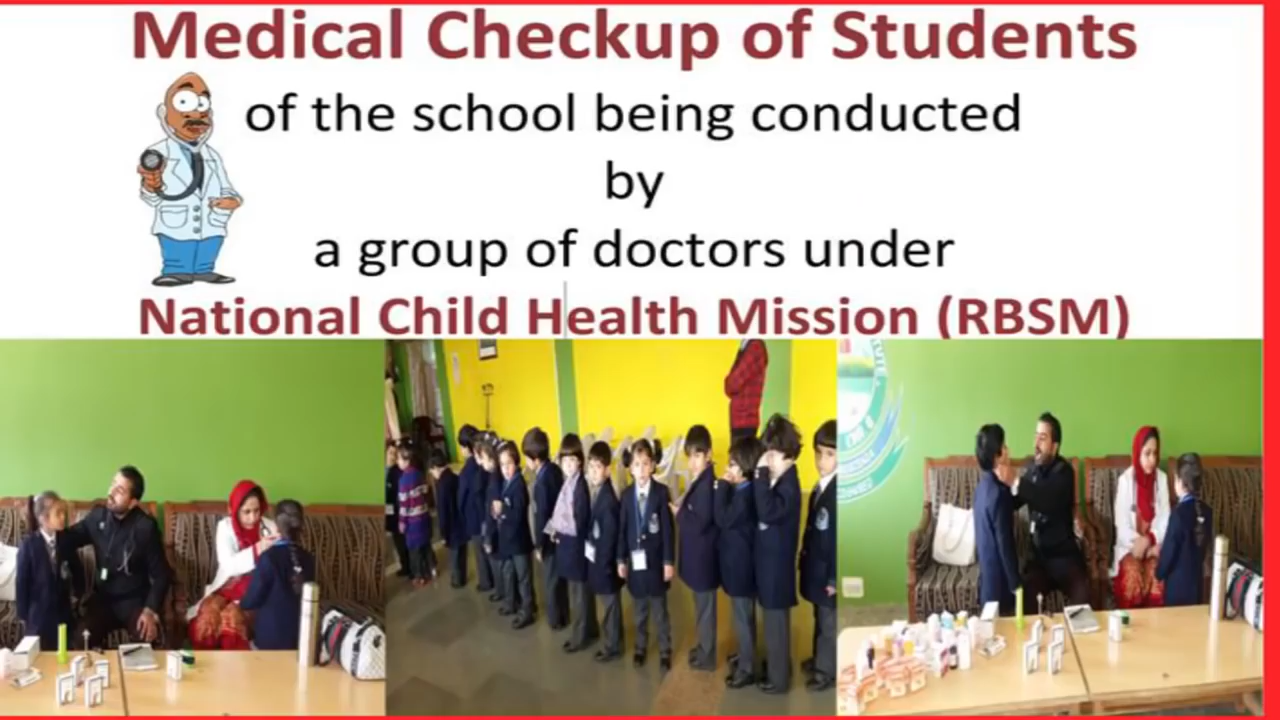 Medical Checkup of Students
of the school being conducted
by
a group of doctors under
National Child Health Mission (RBSM)